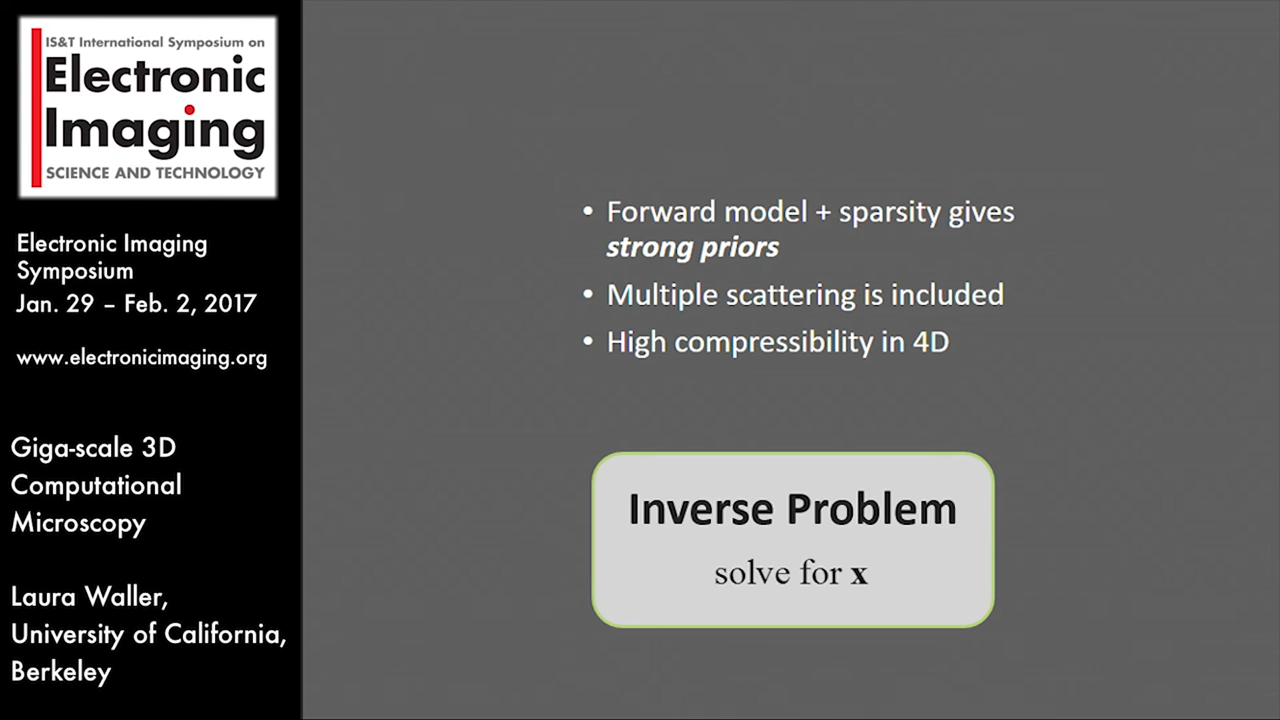 IS&T International Symposium on
Electronic
Imaging
SCIENCE AND TECHNOLOGY
Electronic Imaging
Symposium
Jan. 29 – Feb. 2, 2017
www.electronicimaging.org
Giga-scale 3D
Computational
Microscopy
Laura Waller,
University of California,
Berkeley
• Forward model + sparsity gives
strong priors
• Multiple scattering is included
• High compressibility in 4D
Inverse Problem
solve for x